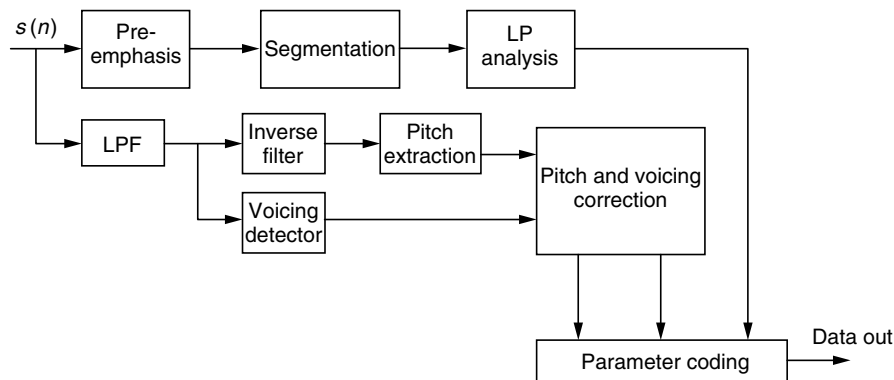 s(n)
Pre-
emphasis
Segmentation
LP
analysis
LPF
Inverse
filter
Pitch
extraction
Pitch and voicing
correction
Voicing
detector
Data out
Parameter coding